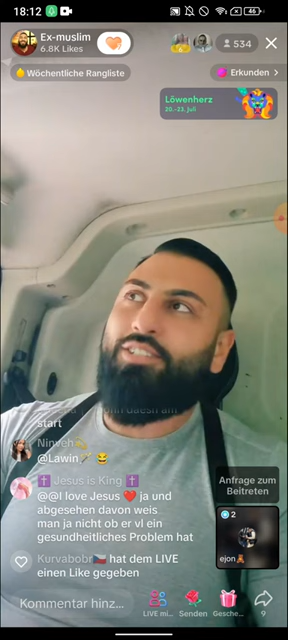 18:12
46
Ex-muslim
6.8K Likes
534
Wöchentliche Rangliste
Erkunden >
Löwenherz
20.-23. Juli
start
Ninveh
@Lawin
Jesus is King
@@I love Jesus ❤️ ja und
abgesehen davon weis
man ja nicht ob er vl ein
gesundheitliches Problem hat
Kurvabobr🇨🇿 hat dem LIVE
einen Like gegeben
Anfrage zum
Beitreten
2
ejon🧸
Kommentar hinz...
LIVE mi...
Senden
Gesche...
9